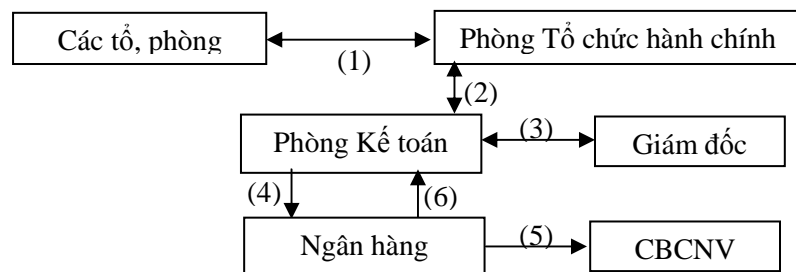 Các tổ, phòng
Phòng Tổ chức hành chính
(1)
(2)
Phòng Kế toán
(3)
Giám đốc
(4)
(6)
Ngân hàng
(5)
CBCNV